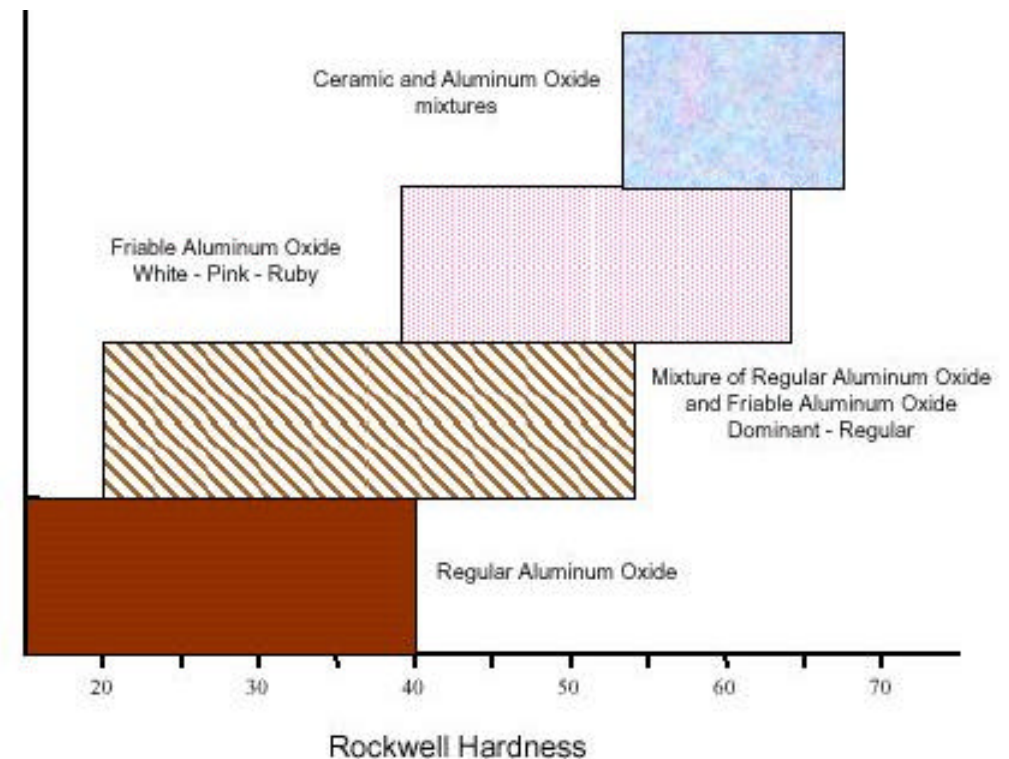 Ceramic and Aluminum Oxide
mixtures
Friable Aluminum Oxide
White - Pink - Ruby
Mixture of Regular Aluminum Oxide
and Friable Aluminum Oxide
Dominant - Regular
Regular Aluminum Oxide
20 30 40 50 60 70
Rockwell Hardness